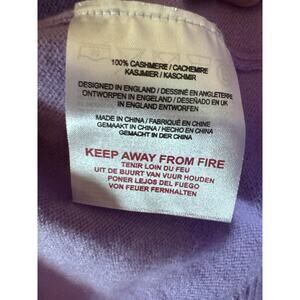 100% CASHMERE / CACHEMIRE
KASJMIER / KASCHMIR
DESIGNED IN ENGLAND / DESSINÉ EN ANGLETERRE
ONTWORPEN IN ENGELAND / DESEÑADO EN UK
IN ENGLAND ENTWORFEN
MADE IN CHINA / FABRIQUÉ EN CHINE
GEMAAKT IN CHINA / HECHO EN CHINA
GEMACHT IN DER CHINA
KEEP AWAY FROM FIRE
TENIR LOIN DU FEU
UIT DE BUURT VAN VUUR HOUDEN
PONER LEJOS DEL FUEGO
VON FEUER FERNHALTEN